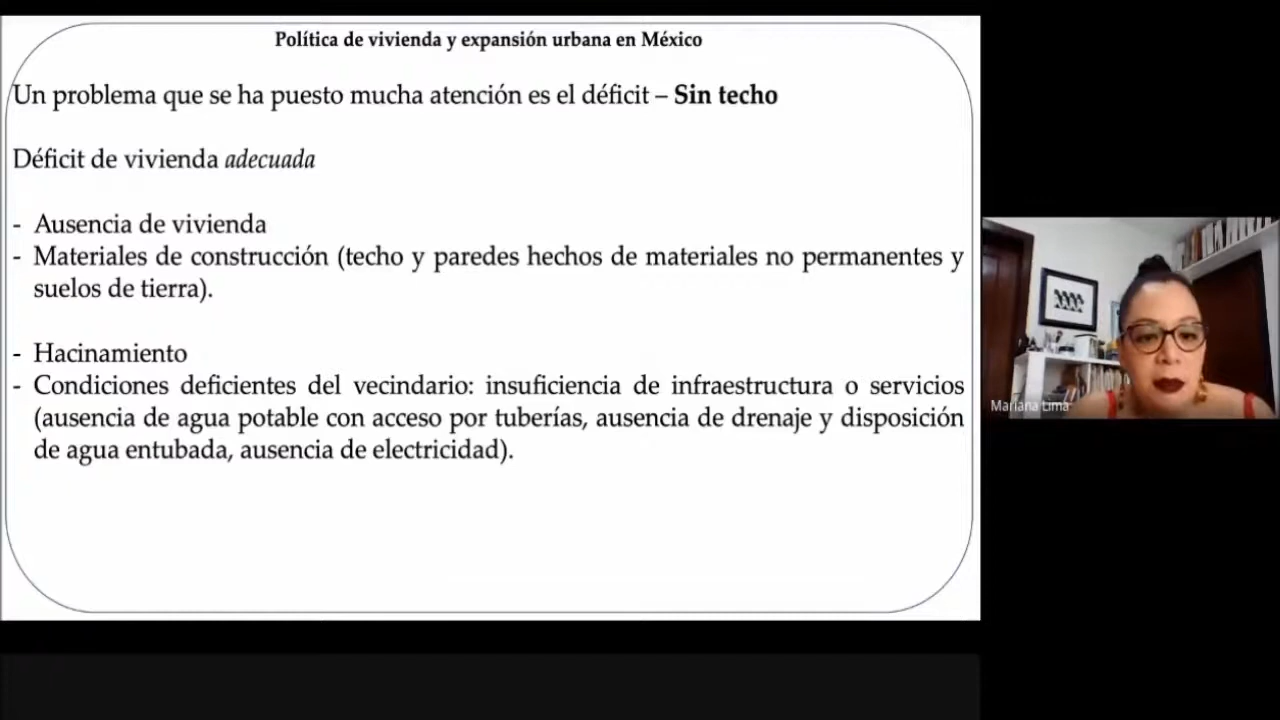 Política de vivienda y expansión urbana en México
Un problema que se ha puesto mucha atención es el déficit – Sin techo
Déficit de vivienda adecuada
- Ausencia de vivienda
- Materiales de construcción (techo y paredes hechos de materiales no permanentes y
suelos de tierra).
- Hacinamiento
- Condiciones deficientes del vecindario: insuficiencia de infraestructura o servicios
(ausencia de agua potable con acceso por tuberías, ausencia de drenaje y disposición
de agua entubada, ausencia de electricidad).
Mariana Lima